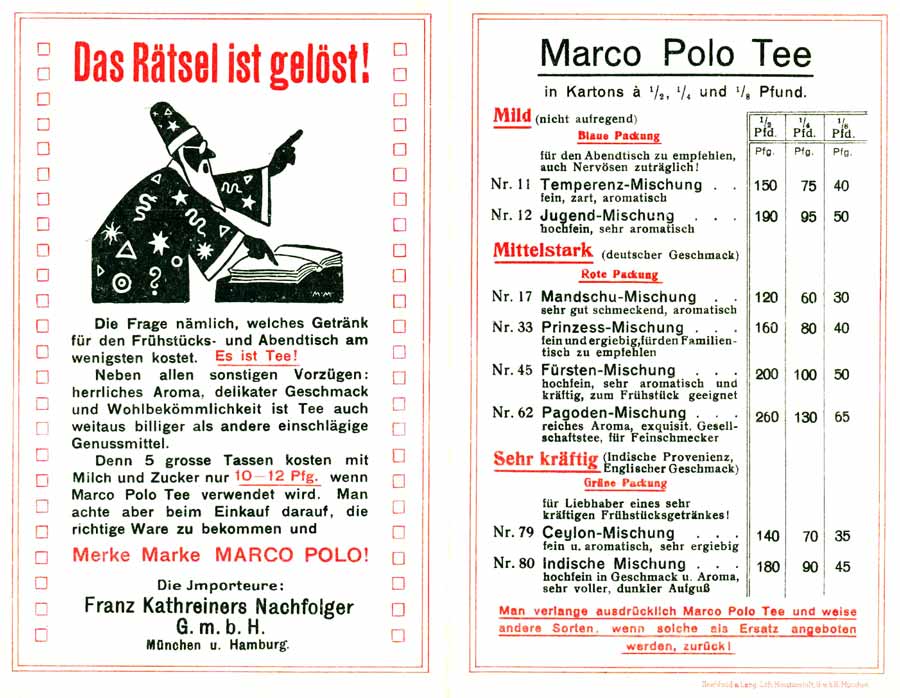 Das Rätsel ist gelöst!
M·M·
Die Frage nämlich, welches Getränk
für den Frühstücks- und Abendtisch am
wenigsten kostet. Es ist Tee!
Neben allen sonstigen Vorzügen:
herrliches Aroma, delikater Geschmack
und Wohlbekömmlichkeit ist Tee auch
weitaus billiger als andere einschlägige
Genussmittel.
Denn 5 grosse Tassen kosten mit
Milch und Zucker nur 10–12 Pfg. wenn
Marco Polo Tee verwendet wird. Man
achte aber beim Einkauf darauf, die
richtige Ware zu bekommen und
Merke Marke MARCO POLO!
Die Jmporteure:
Franz Kathreiners Nachfolger
G. m. b. H.
München u. Hamburg.
Marco Polo Tee
in Kartons à 1/2, 1/4 und 1/8 Pfund.
Mild (nicht aufregend)
Blaue Packung
1/2 Pfd. 1/4 Pfd. 1/8 Pfd.
Pfg. Pfg. Pfg.
für den Abendtisch zu empfehlen,
auch Nervösen zuträglich!
Nr. 11 Temperenz-Mischung . . 150 75 40
fein, zart, aromatisch
Nr. 12 Jugend-Mischung . . . 190 95 50
hochfein, sehr aromatisch
Mittelstark (deutscher Geschmack)
Rote Packung
Nr. 17 Mandschu-Mischung . . 120 60 30
sehr gut schmeckend, aromatisch
Nr. 33 Prinzess-Mischung . . . 160 80 40
fein und ergiebig, für den Familien-
tisch zu empfehlen
Nr. 45 Fürsten-Mischung . . . 200 100 50
hochfein, sehr aromatisch und
kräftig, zum Frühstück geeignet
Nr. 62 Pagoden-Mischung . . . 260 130 65
reiches Aroma, exquisit. Gesell-
schaftstee, für Feinschmecker
Sehr kräftig (Indische Provenienz,
Englischer Geschmack)
Grüne Packung
für Liebhaber eines sehr
kräftigen Frühstücksgetränkes!
Nr. 79 Ceylon-Mischung . . . 140 70 35
fein u. aromatisch, sehr ergiebig
Nr. 80 Indische Mischung . . . 180 90 45
hochfein in Geschmack u. Aroma,
sehr voller, dunkler Aufguß
Man verlange ausdrücklich Marco Polo Tee und weise
andere Sorten, wenn solche als Ersatz angeboten
werden, zurück!